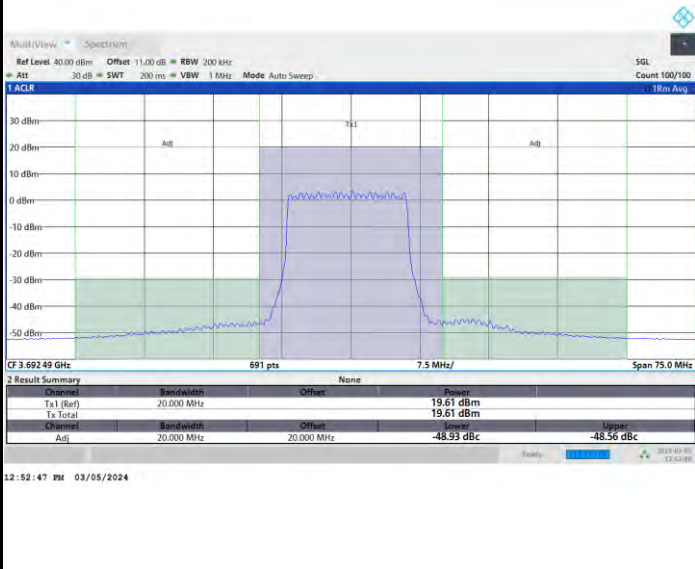 MultiView Spectrum
Ref Level 40.00 dBm Offset 11.00 dB RBW 200 kHz SGL
Att 30 dB SWT 200 ms VBW 1 MHz Mode Auto Sweep Count 100/100
1 ACLR 1Rm Avg
30 dBm
Tx1
20 dBm
Adj
Adj
10 dBm
0 dBm
-10 dBm
-20 dBm
-30 dBm
-40 dBm
-50 dBm
CF 3.692 49 GHz 691 pts 7.5 MHz/ Span 75.0 MHz
2 Result Summary None
Channel Bandwidth Offset Power
Tx1 (Ref) 20.000 MHz 19.61 dBm
Tx Total 19.61 dBm
Channel Bandwidth Offset Lower Upper
Adj 20.000 MHz 20.000 MHz -48.93 dBc -48.56 dBc
Ready
12:52:47 PM 03/05/2024